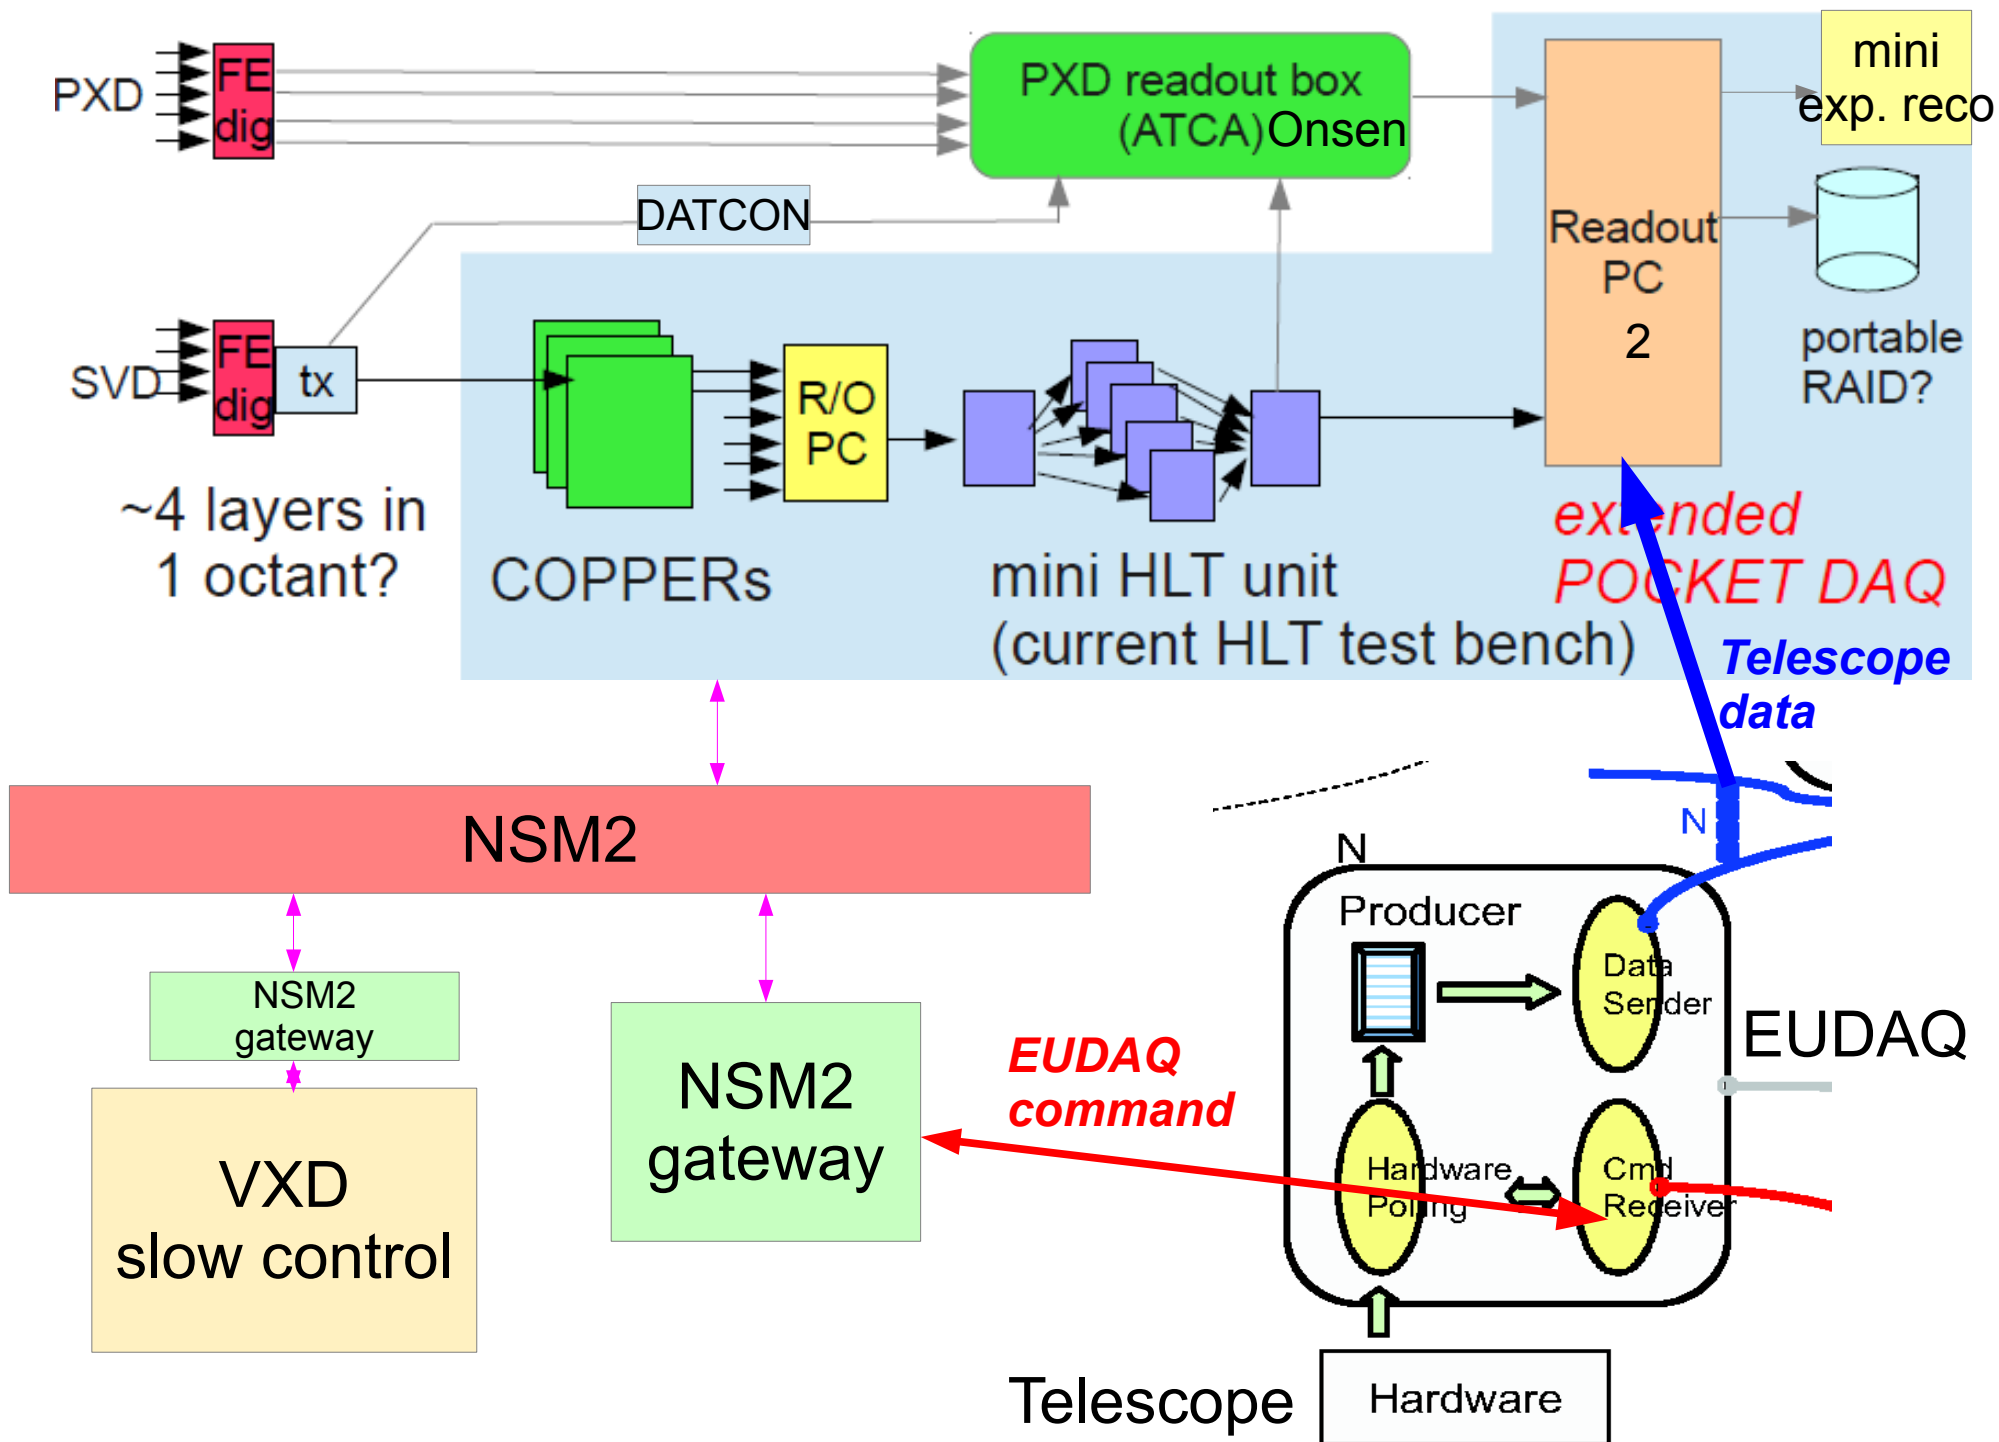 PXD
FE
dig
PXD readout box
(ATCA)Onsen
mini
exp. reco
DATCON
Readout
PC
2
portable
RAID?
SVD
FE
dig
tx
R/O
PC
~4 layers in
1 octant?
COPPERs
mini HLT unit
(current HLT test bench)
extended
POCKET DAQ
Telescope
data
NSM2
N
N
Producer
Data
Sender
EUDAQ
NSM2
gateway
NSM2
gateway
EUDAQ
command
Hardware
Polling
Cmd
Receiver
VXD
slow control
Telescope
Hardware